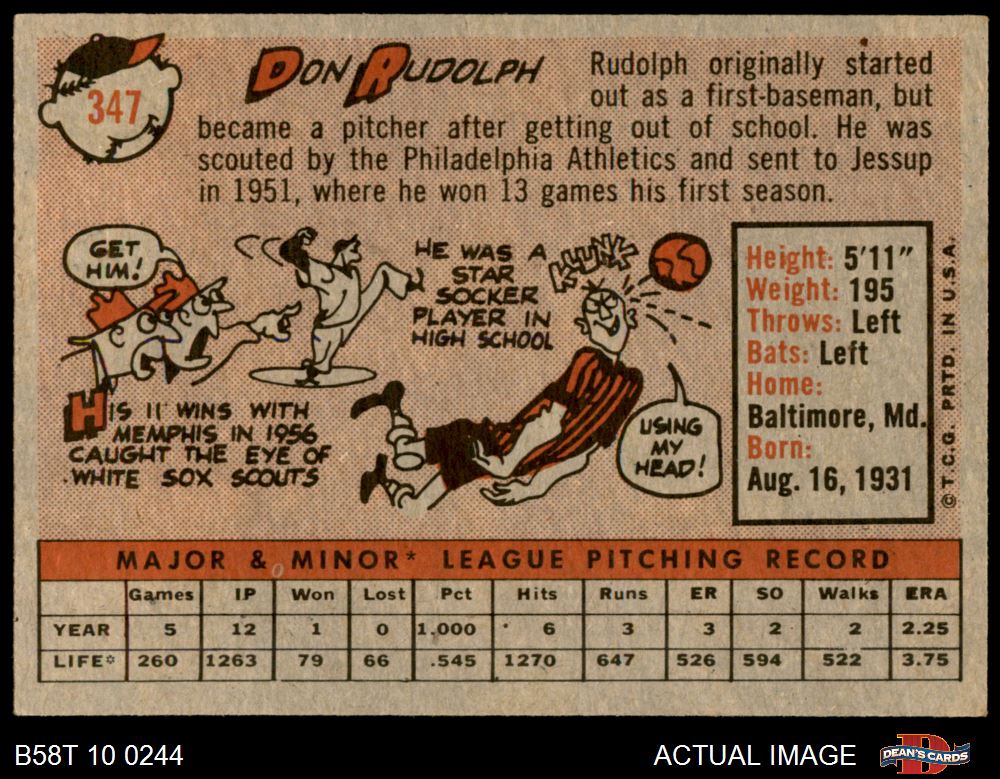 347
DON RUDOLPH
Rudolph originally started
out as a first-baseman, but
became a pitcher after getting out of school. He was
scouted by the Philadelphia Athletics and sent to Jessup
in 1951, where he won 13 games his first season.
GET
HIM!
HIS 11 WINS WITH
MEMPHIS IN 1956
CAUGHT THE EYE OF
WHITE SOX SCOUTS
HE WAS A
STAR
SOCKER
PLAYER IN
HIGH SCHOOL
KLUNK
USING
MY
HEAD!
Height: 5'11"
Weight: 195
Throws: Left
Bats: Left
Home:
Baltimore, Md.
Born:
Aug. 16, 1931
© T.C.G. PRTD. IN U.S.A.
MAJOR & MINOR* LEAGUE PITCHING RECORD
Games IP Won Lost Pct Hits Runs ER SO Walks ERA
YEAR 5 12 1 0 1.000 6 3 3 2 2 2.25
LIFE* 260 1263 79 66 .545 1270 647 526 594 522 3.75
B58T 10 0244
ACTUAL IMAGE
D
DEAN'S CARDS